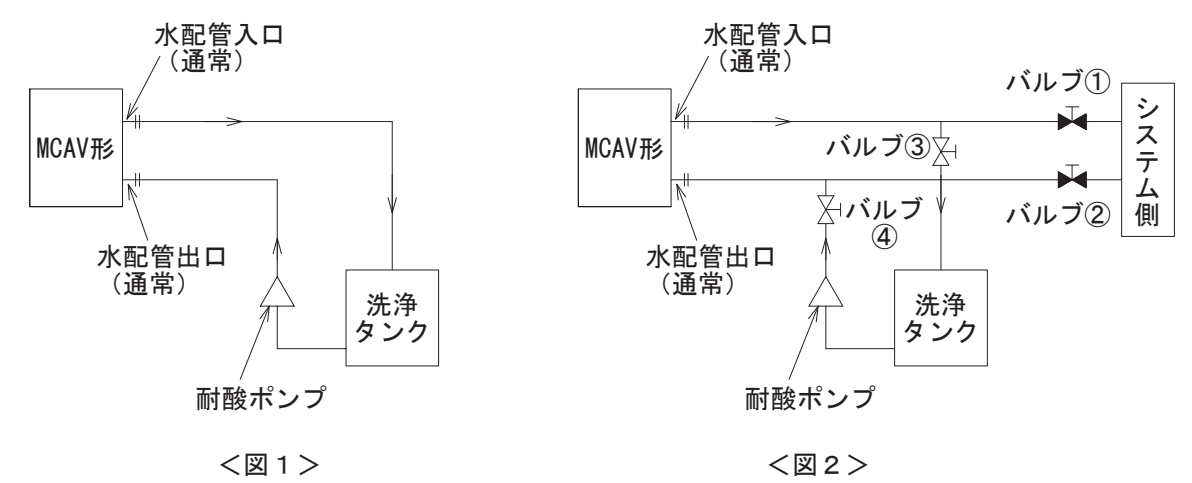 水配管入口
（通常）
MCAV形
水配管出口
（通常）
洗浄
タンク
耐酸ポンプ
＜図１＞
水配管入口
（通常）
バルブ①
MCAV形
バルブ③
システム側
バルブ②
バルブ
④
水配管出口
（通常）
洗浄
タンク
耐酸ポンプ
＜図２＞